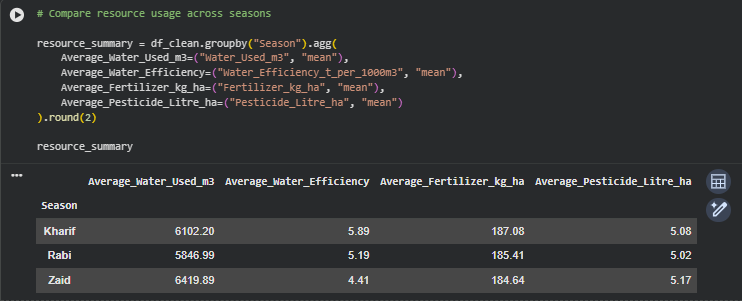 # Compare resource usage across seasons
resource_summary = df_clean.groupby("Season").agg(
    Average_Water_Used_m3=("Water_Used_m3", "mean"),
    Average_Water_Efficiency=("Water_Efficiency_t_per_1000m3", "mean"),
    Average_Fertilizer_kg_ha=("Fertilizer_kg_ha", "mean"),
    Average_Pesticide_Litre_ha=("Pesticide_Litre_ha", "mean")
).round(2)
resource_summary
Average_Water_Used_m3 Average_Water_Efficiency Average_Fertilizer_kg_ha Average_Pesticide_Litre_ha
Season
Kharif 6102.20 5.89 187.08 5.08
Rabi 5846.99 5.19 185.41 5.02
Zaid 6419.89 4.41 184.64 5.17